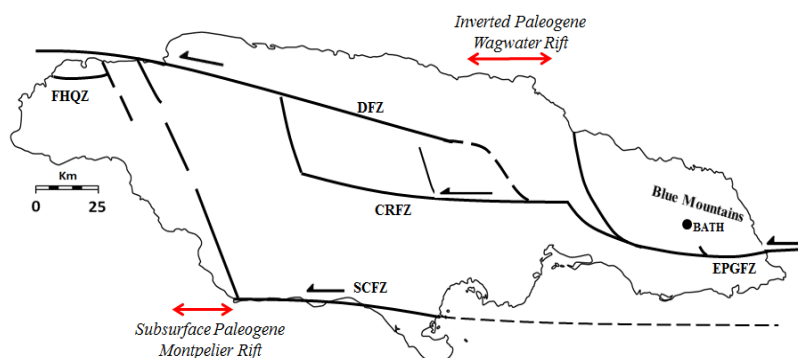 Inverted Paleogene
Wagwater Rift
FHQZ
DFZ
Km
0 25
Blue Mountains
BATH
CRFZ
EPGFZ
SCFZ
Subsurface Paleogene
Montpelier Rift